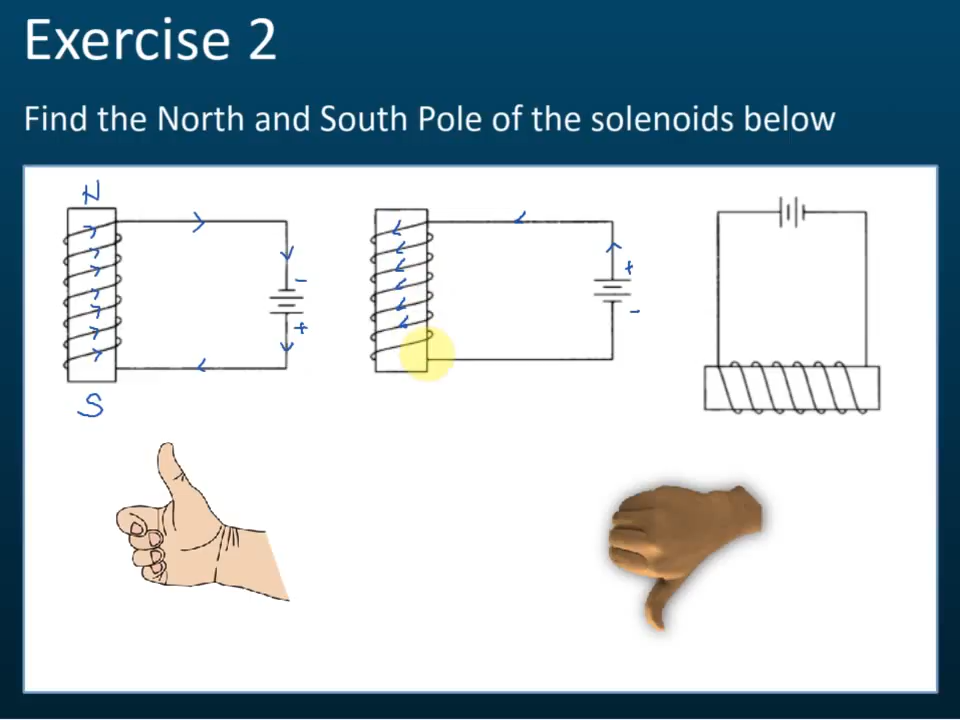 Exercise 2
Find the North and South Pole of the solenoids below
N
-
+
S
+
-